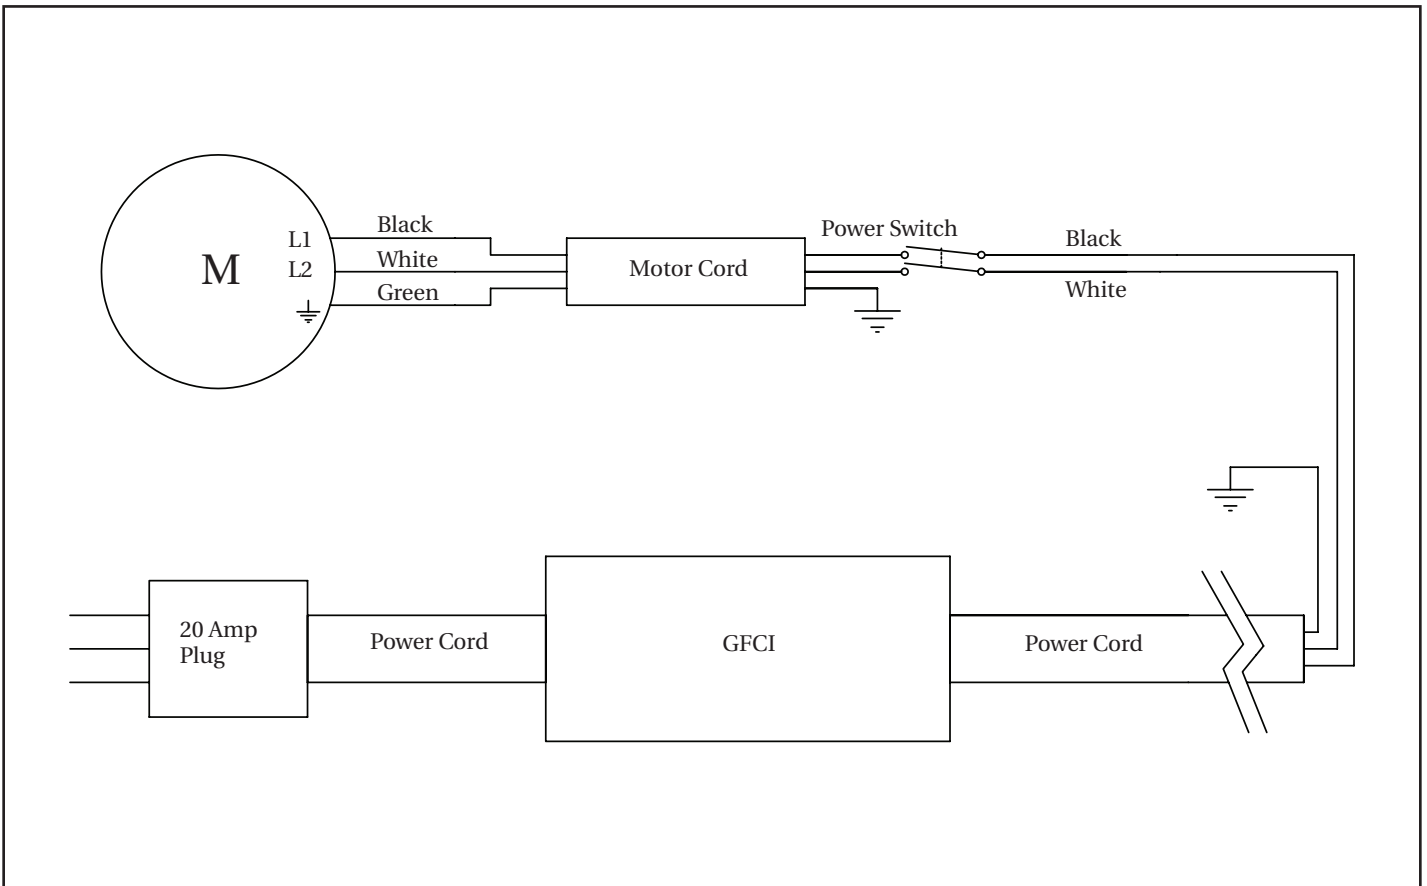 Black
Power Switch
Black
L1
M
L2
White
Motor Cord
Green
White
20 Amp
Plug
Power Cord
GFCI
Power Cord